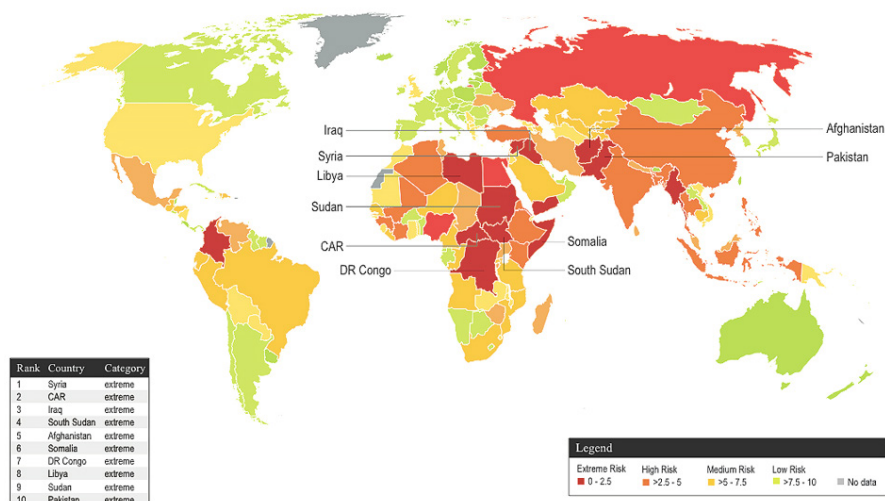 Iraq
Afghanistan
Syria
Pakistan
Libya
Sudan
CAR
Somalia
DR Congo
South Sudan
Rank Country Category
1 Syria extreme
2 CAR extreme
3 Iraq extreme
4 South Sudan extreme
5 Afghanistan extreme
6 Somalia extreme
7 DR Congo extreme
8 Libya extreme
9 Sudan extreme
10 Pakistan extreme
Legend
Extreme Risk High Risk Medium Risk Low Risk
0 - 2.5 >2.5 - 5 >5 - 7.5 >7.5 - 10 No data